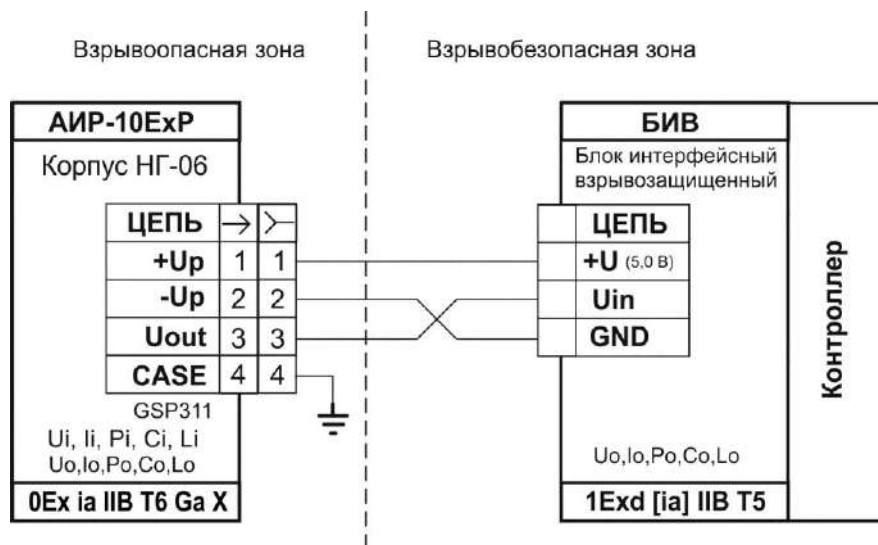 Взрывоопасная зона
Взрывобезопасная зона
АИР-10ExP
Корпус НГ-06
ЦЕПЬ
+Up 1 1
-Up 2 2
Uout 3 3
CASE 4 4
GSP311
Ui, Ii, Pi, Ci, Li
Uo,Io,Po,Co,Lo
0Ex ia IIB T6 Ga X
БИВ
Блок интерфейсный
взрывозащищенный
ЦЕПЬ
+U (5,0 В)
Uin
GND
Uo,Io,Po,Co,Lo
1Exd [ia] IIB T5
Контроллер